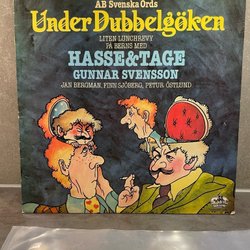 AB Svenska Ords
Under Dubbelgöken
LITEN LUNCHREVY
PÅ BERNS MED
HASSE&TAGE
GUNNAR SVENSSON
JAN BERGMAN, FINN SJÖBERG, PETUR ÖSTLUND